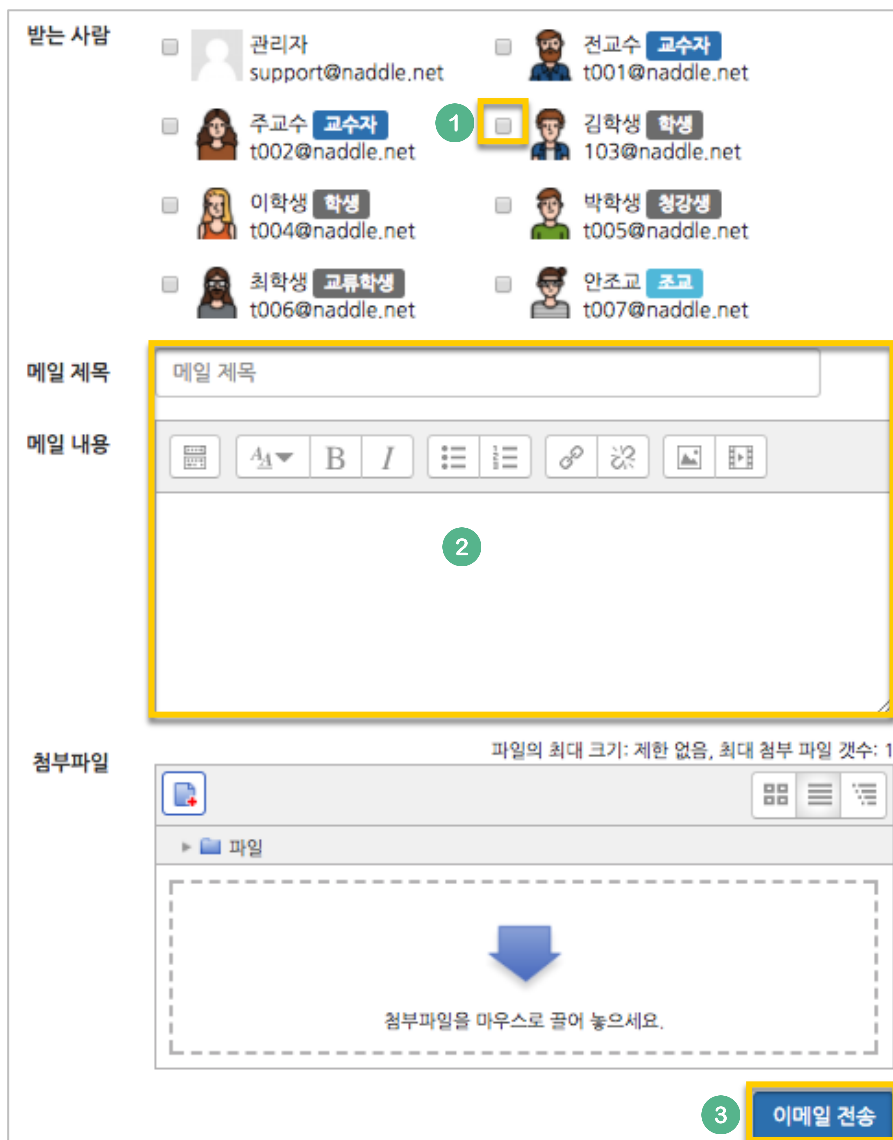 받는 사람
관리자
support@naddle.net
전교수 교수자
t001@naddle.net
주교수 교수자
t002@naddle.net
1
김학생 학생
103@naddle.net
이학생 학생
t004@naddle.net
박학생 청강생
t005@naddle.net
최학생 교류학생
t006@naddle.net
안조교 조교
t007@naddle.net
메일 제목
메일 제목
메일 내용
B I
2
첨부파일
파일의 최대 크기: 제한 없음, 최대 첨부 파일 갯수: 1
파일
첨부파일을 마우스로 끌어 놓으세요.
3
이메일 전송